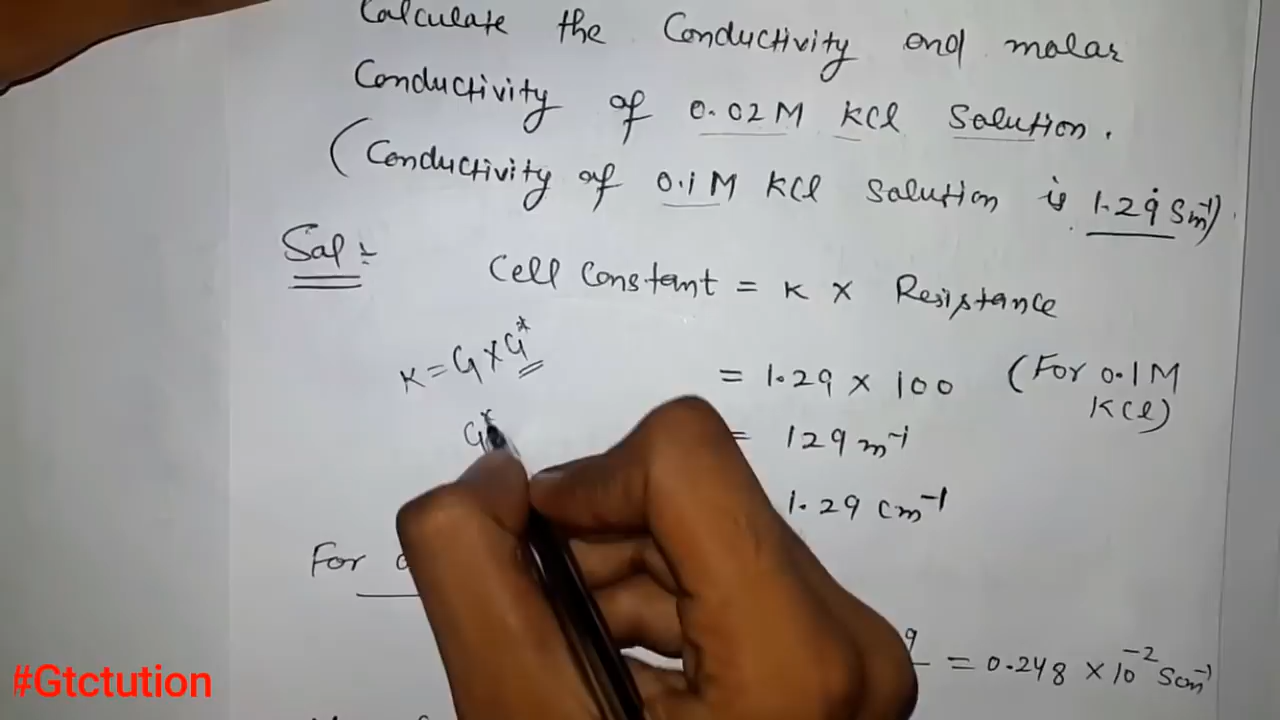 Calculate the Conductivity and molar
Conductivity of 0.02M KCl Solution.
(Conductivity of 0.1M KCl Solution is 1.29 Sm⁻¹).
Sol :-
Cell Constant = K × Resistance
K = G × G*
= 1.29 × 100 (For 0.1M KCl)
G*
= 129 m⁻¹
1.29 cm⁻¹
For
9
= 0.248 × 10⁻² S cm⁻¹
#Gtctution